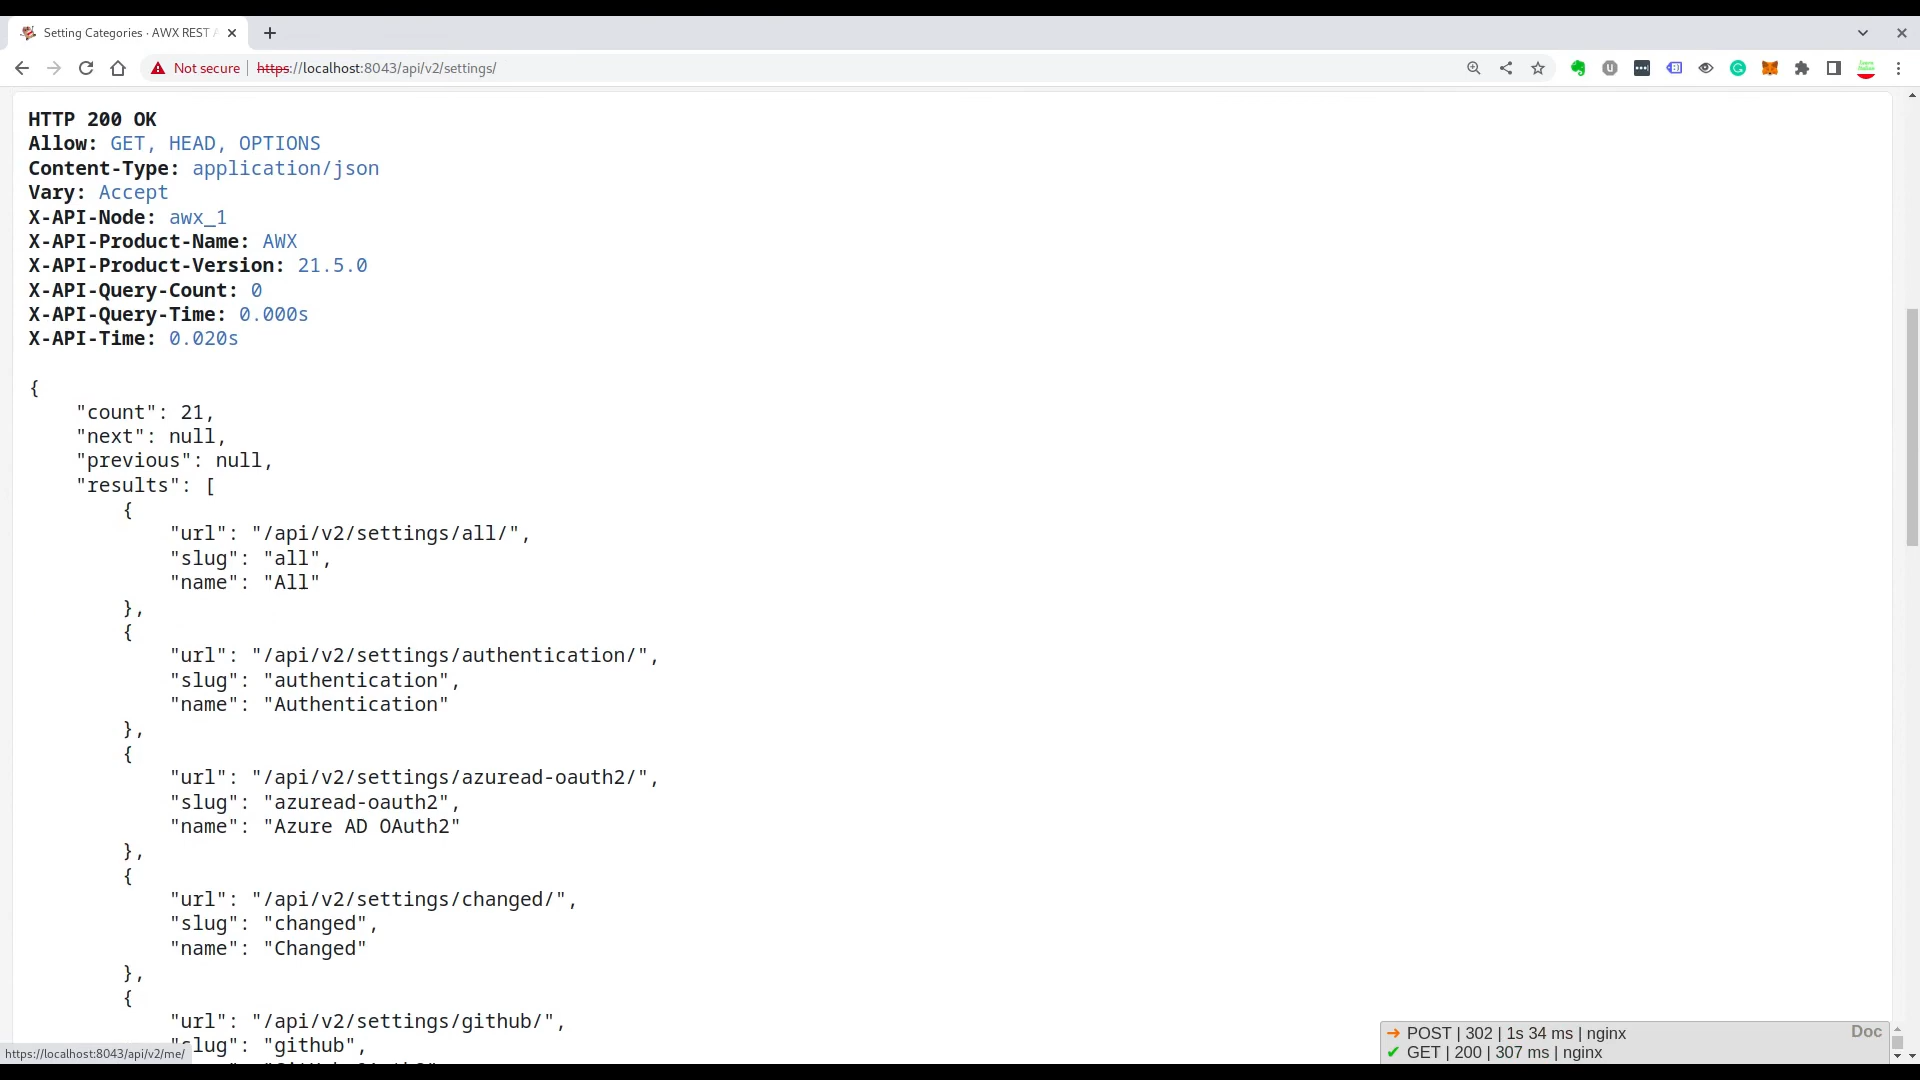 Setting Categories · AWX REST A
Not secure
https://localhost:8043/api/v2/settings/
HTTP 200 OK
Allow: GET, HEAD, OPTIONS
Content-Type: application/json
Vary: Accept
X-API-Node: awx_1
X-API-Product-Name: AWX
X-API-Product-Version: 21.5.0
X-API-Query-Count: 0
X-API-Query-Time: 0.000s
X-API-Time: 0.020s
{
"count": 21,
"next": null,
"previous": null,
"results": [
{
"url": "/api/v2/settings/all/",
"slug": "all",
"name": "All"
},
{
"url": "/api/v2/settings/authentication/",
"slug": "authentication",
"name": "Authentication"
},
{
"url": "/api/v2/settings/azuread-oauth2/",
"slug": "azuread-oauth2",
"name": "Azure AD OAuth2"
},
{
"url": "/api/v2/settings/changed/",
"slug": "changed",
"name": "Changed"
},
{
"url": "/api/v2/settings/github/",
"slug": "github",
https://localhost:8043/api/v2/me/
POST | 302 | 1s 34 ms | nginx
Doc
GET | 200 | 307 ms | nginx